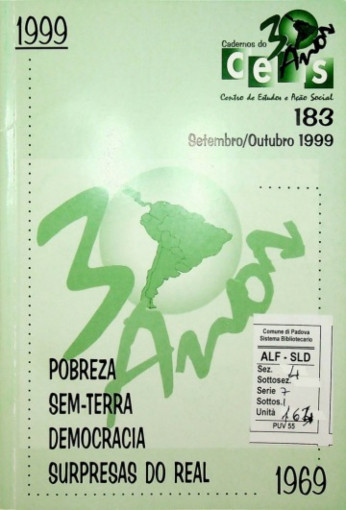 1999
30 Anos
Cadernos do
Ceas
Centro de Estudos e Ação Social
183
Setembro/Outubro 1999
30 Anos
POBREZA
SEM-TERRA
DEMOCRACIA
SURPRESAS DO REAL
Comune di Padova
Sistema Bibliotecario
ALF - SLD
Sez. 4
Sottosez.
Serie 7
Sottos. 1
Unità
PUV 55
1969